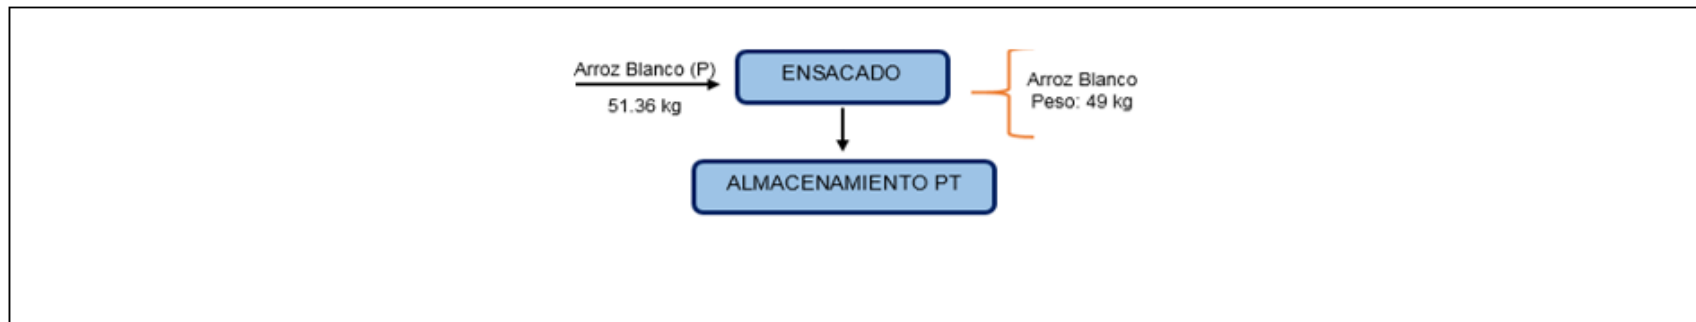 Arroz Blanco (P)
51.36 kg
ENSACADO
Arroz Blanco
Peso: 49 kg
ALMACENAMIENTO PT